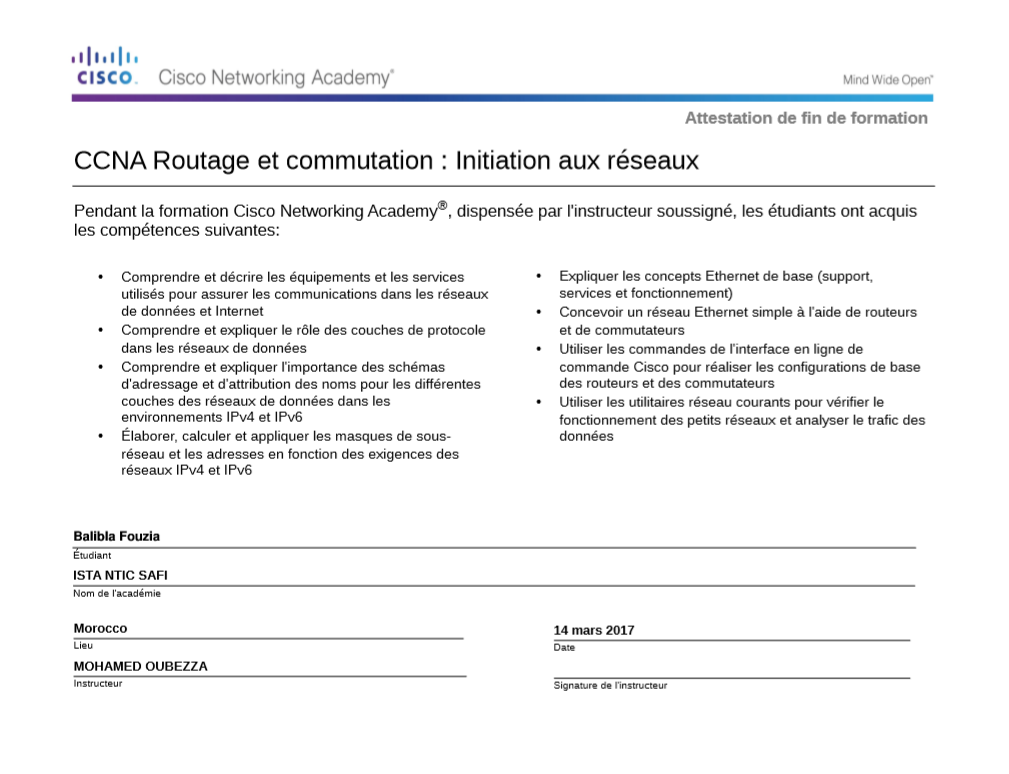 CISCO. Cisco Networking Academy® Mind Wide Open™
Attestation de fin de formation
CCNA Routage et commutation : Initiation aux réseaux
Pendant la formation Cisco Networking Academy®, dispensée par l'instructeur soussigné, les étudiants ont acquis
les compétences suivantes:
• Comprendre et décrire les équipements et les services
utilisés pour assurer les communications dans les réseaux
de données et Internet
• Comprendre et expliquer le rôle des couches de protocole
dans les réseaux de données
• Comprendre et expliquer l'importance des schémas
d'adressage et d'attribution des noms pour les différentes
couches des réseaux de données dans les
environnements IPv4 et IPv6
• Élaborer, calculer et appliquer les masques de sous-
réseau et les adresses en fonction des exigences des
réseaux IPv4 et IPv6
• Expliquer les concepts Ethernet de base (support,
services et fonctionnement)
• Concevoir un réseau Ethernet simple à l'aide de routeurs
et de commutateurs
• Utiliser les commandes de l'interface en ligne de
commande Cisco pour réaliser les configurations de base
des routeurs et des commutateurs
• Utiliser les utilitaires réseau courants pour vérifier le
fonctionnement des petits réseaux et analyser le trafic des
données
Balibla Fouzia
Étudiant
ISTA NTIC SAFI
Nom de l'académie
Morocco
Lieu
14 mars 2017
Date
MOHAMED OUBEZZA
Instructeur
Signature de l'instructeur